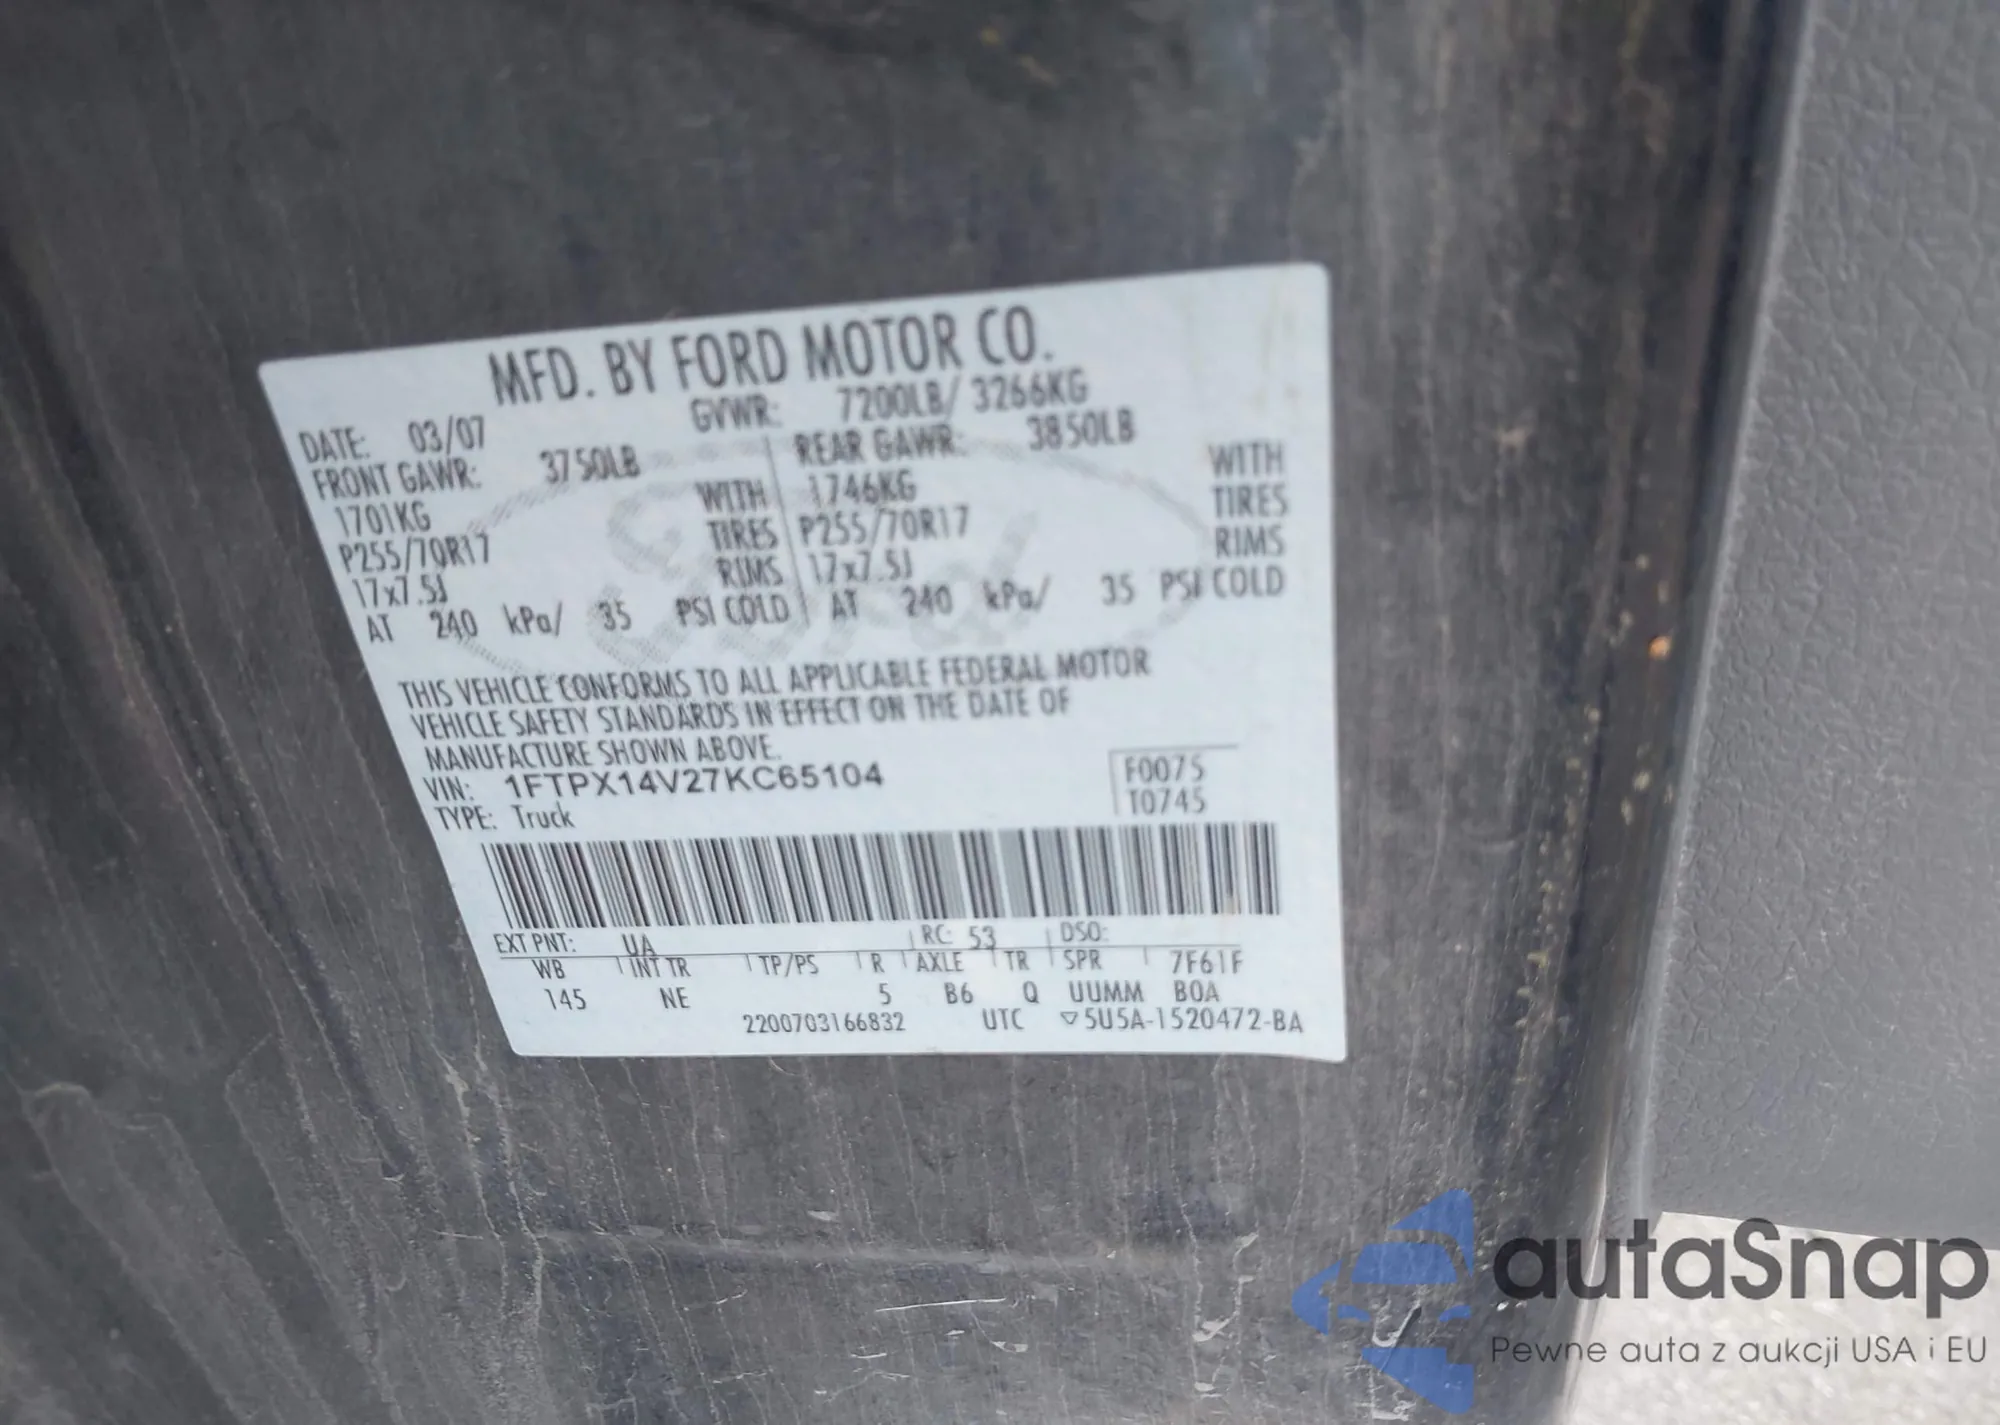 MFD. BY FORD MOTOR CO.
DATE: 03/07 GVWR: 7200LB/ 3266KG
FRONT GAWR: 3750LB REAR GAWR: 3850LB
1701KG WITH 1746KG WITH
P255/70R17 TIRES P255/70R17 TIRES
17x7.5J RIMS 17x7.5J RIMS
AT 240 kPa/ 35 PSI COLD AT 240 kPa/ 35 PSI COLD
THIS VEHICLE CONFORMS TO ALL APPLICABLE FEDERAL MOTOR
VEHICLE SAFETY STANDARDS IN EFFECT ON THE DATE OF
MANUFACTURE SHOWN ABOVE.
VIN: 1FTPX14V27KC65104 F0075
TYPE: Truck T0745
EXT PNT: UA RC: 53 DSO:
WB INT TR TP/PS R AXLE TR SPR 7F61F
145 NE 5 B6 Q UUMM BOA
2200703166832 UTC ▽5U5A-1520472-BA
autaSnap
Pewne auta z aukcji USA i EU